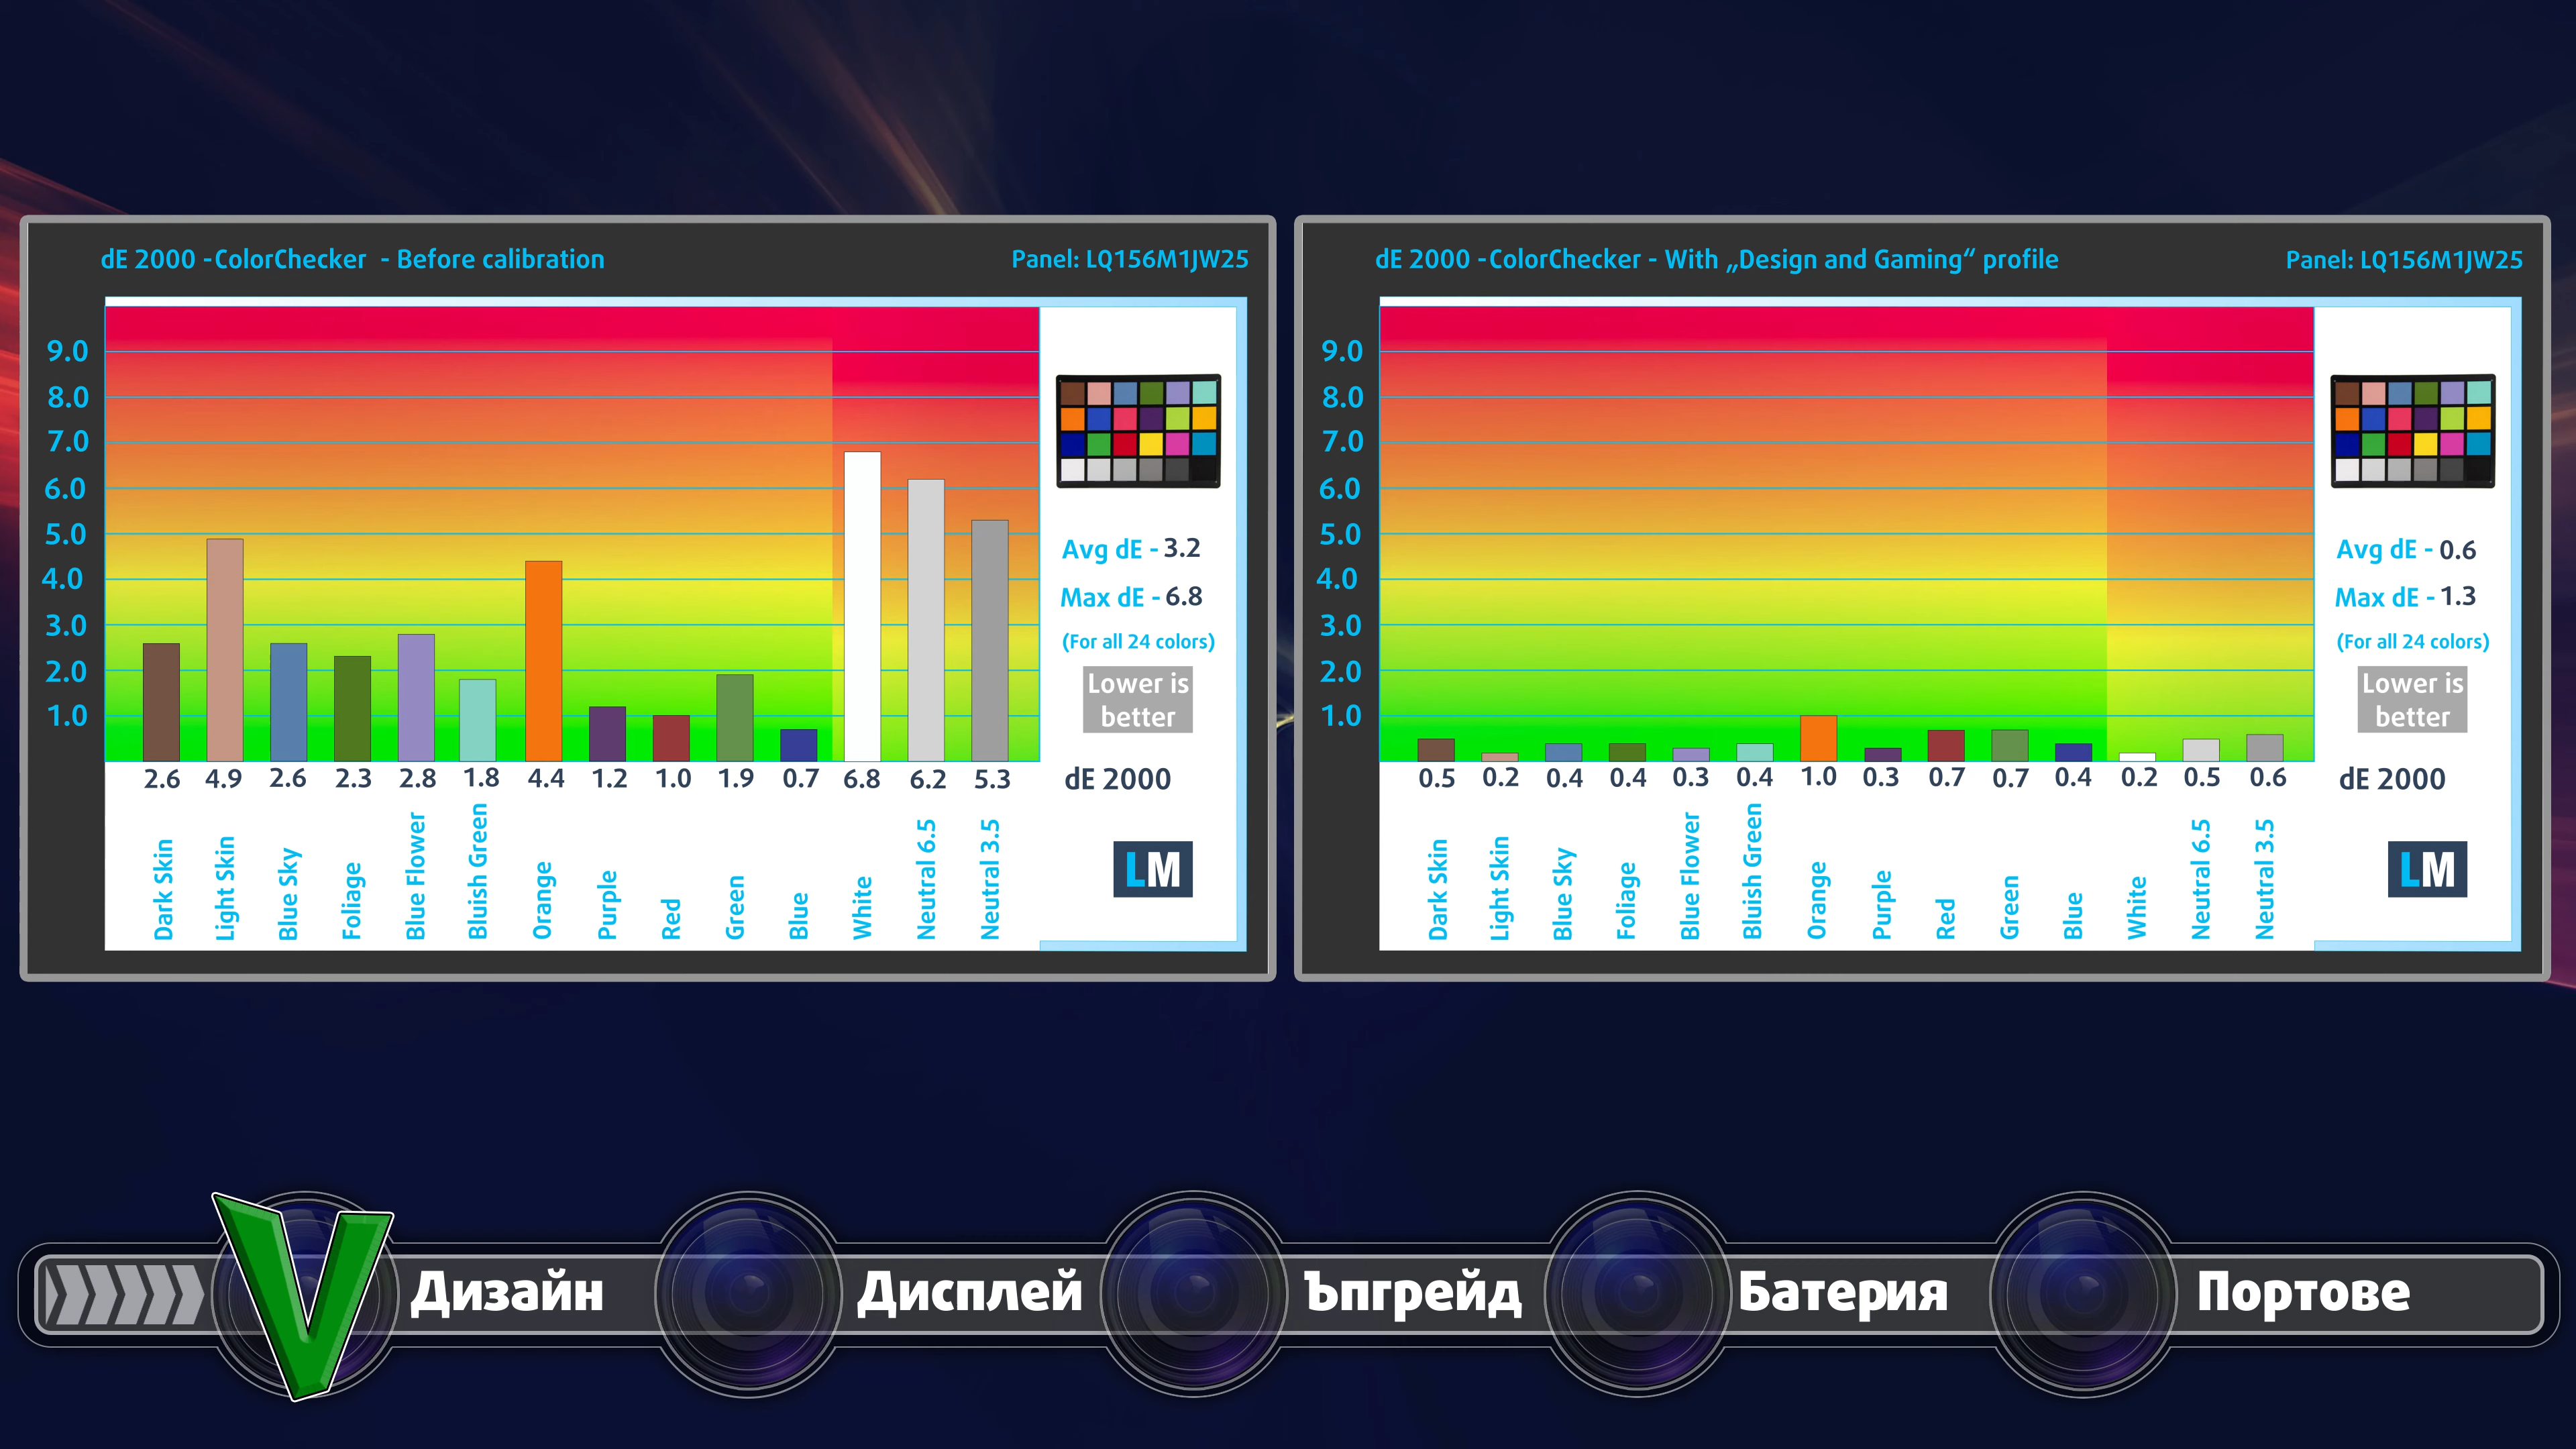 dE 2000 -ColorChecker - Before calibration
Panel: LQ156M1JW25
9.0
8.0
7.0
6.0
5.0
4.0
3.0
2.0
1.0
Avg dE - 3.2
Max dE - 6.8
(For all 24 colors)
Lower is
better
2.6 4.9 2.6 2.3 2.8 1.8 4.4 1.2 1.0 1.9 0.7 6.8 6.2 5.3 dE 2000
Dark Skin
Light Skin
Blue Sky
Foliage
Blue Flower
Bluish Green
Orange
Purple
Red
Green
Blue
White
Neutral 6.5
Neutral 3.5
LM
dE 2000 -ColorChecker - With „Design and Gaming“ profile
Panel: LQ156M1JW25
9.0
8.0
7.0
6.0
5.0
4.0
3.0
2.0
1.0
Avg dE - 0.6
Max dE - 1.3
(For all 24 colors)
Lower is
better
0.5 0.2 0.4 0.4 0.3 0.4 1.0 0.3 0.7 0.7 0.4 0.2 0.5 0.6 dE 2000
Dark Skin
Light Skin
Blue Sky
Foliage
Blue Flower
Bluish Green
Orange
Purple
Red
Green
Blue
White
Neutral 6.5
Neutral 3.5
LM
Дизайн Дисплей Ъпгрейд Батерия Портове